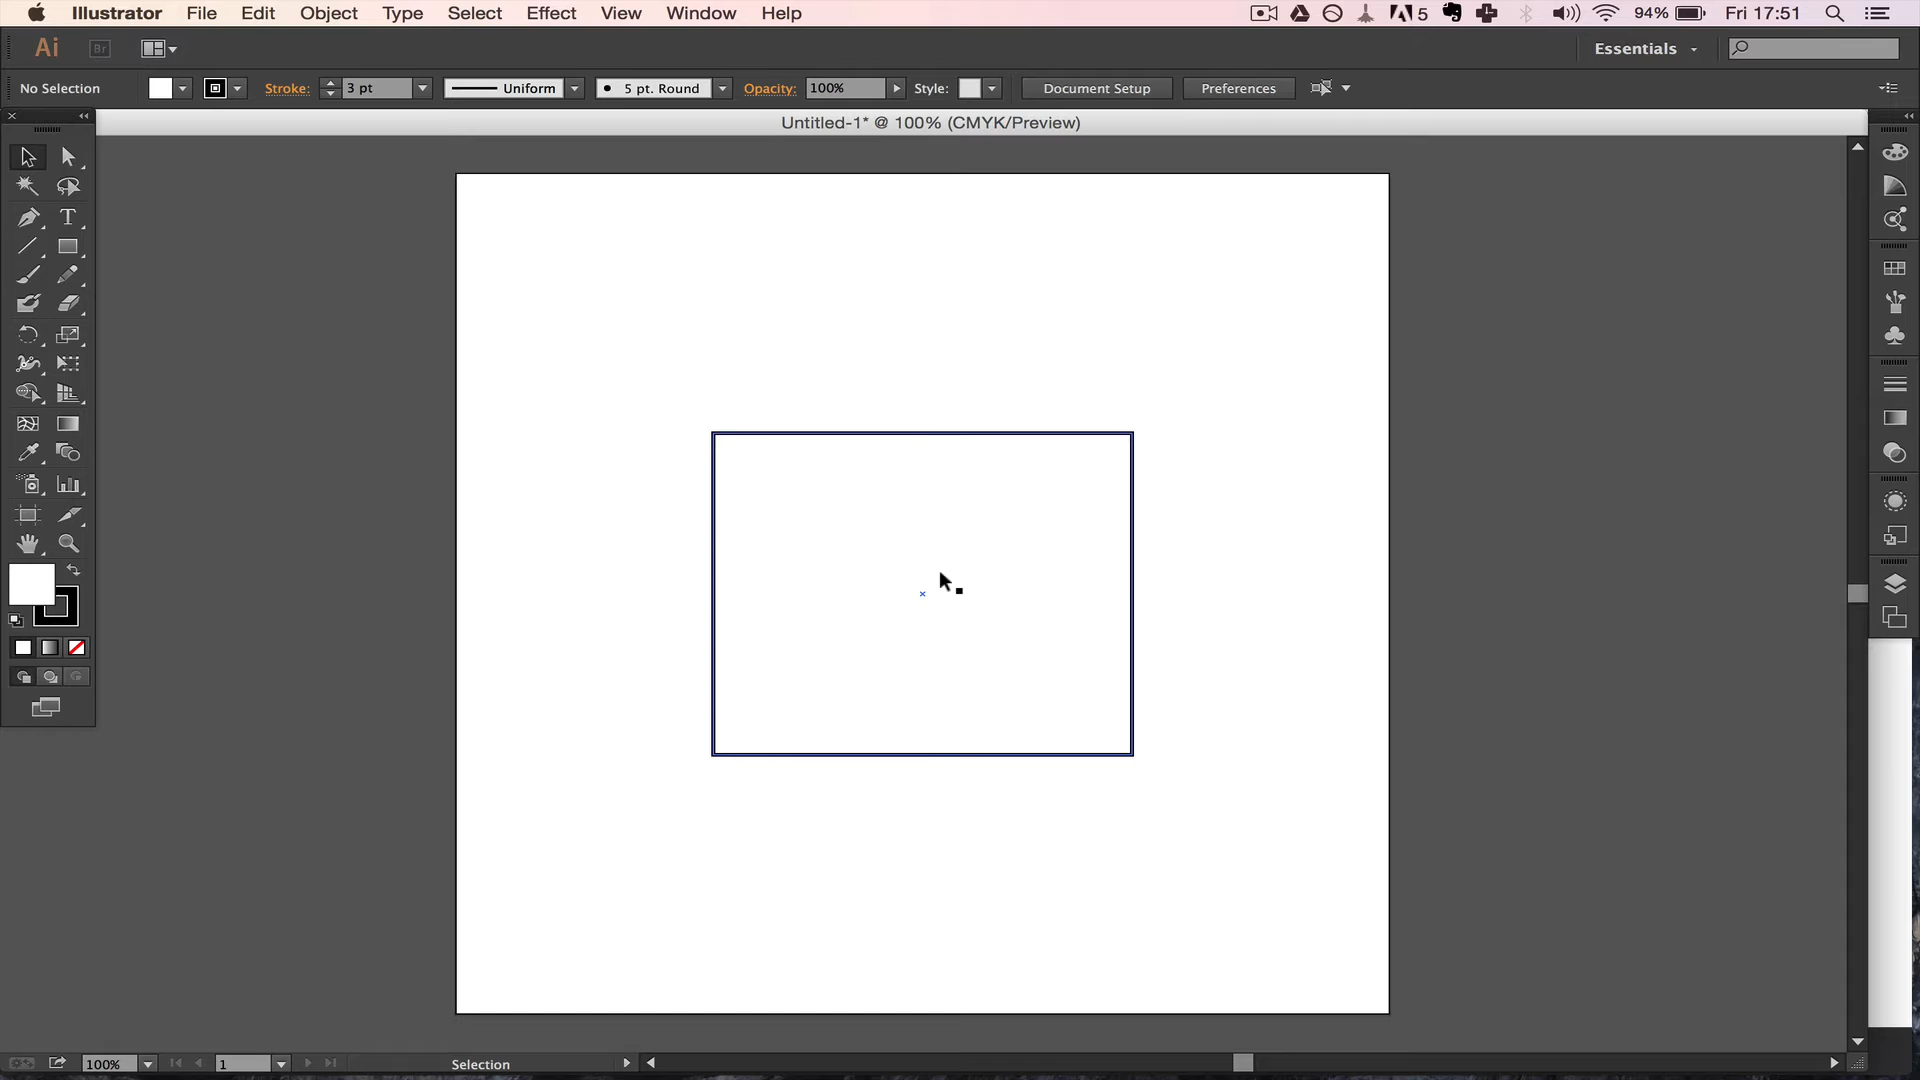 Illustrator File Edit Object Type Select Effect View Window Help 5 94% Fri 17:51
Ai Br Essentials
No Selection Stroke: 3 pt Uniform 5 pt. Round Opacity: 100% Style: Document Setup Preferences
Untitled-1* @ 100% (CMYK/Preview)
T
100% 1 Selection